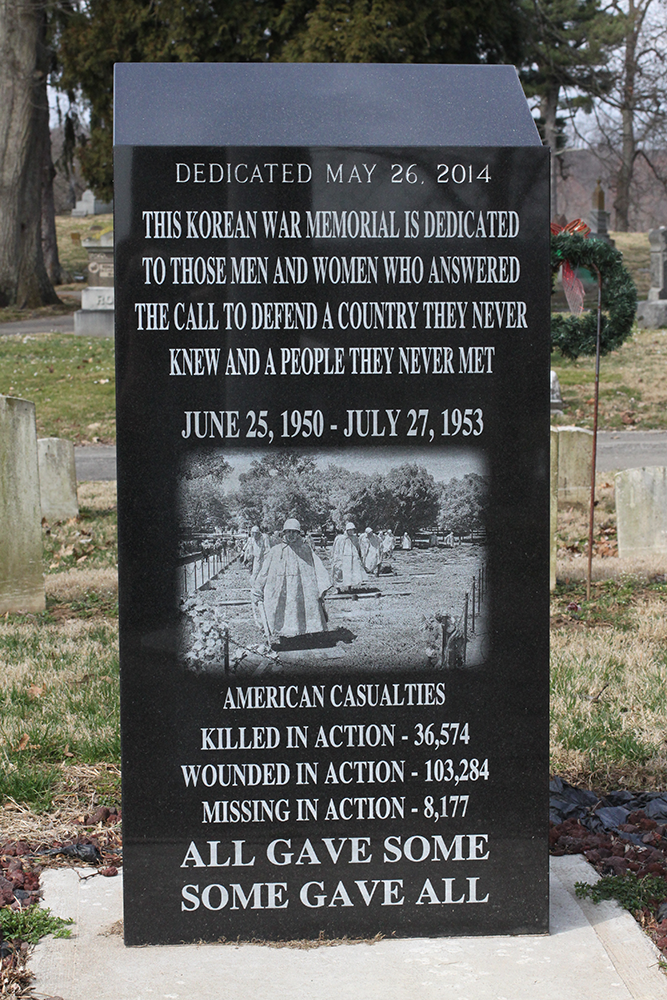 DEDICATED MAY 26, 2014
THIS KOREAN WAR MEMORIAL IS DEDICATED
TO THOSE MEN AND WOMEN WHO ANSWERED
THE CALL TO DEFEND A COUNTRY THEY NEVER
KNEW AND A PEOPLE THEY NEVER MET
JUNE 25, 1950 - JULY 27, 1953
AMERICAN CASUALTIES
KILLED IN ACTION - 36,574
WOUNDED IN ACTION - 103,284
MISSING IN ACTION - 8,177
ALL GAVE SOME
SOME GAVE ALL